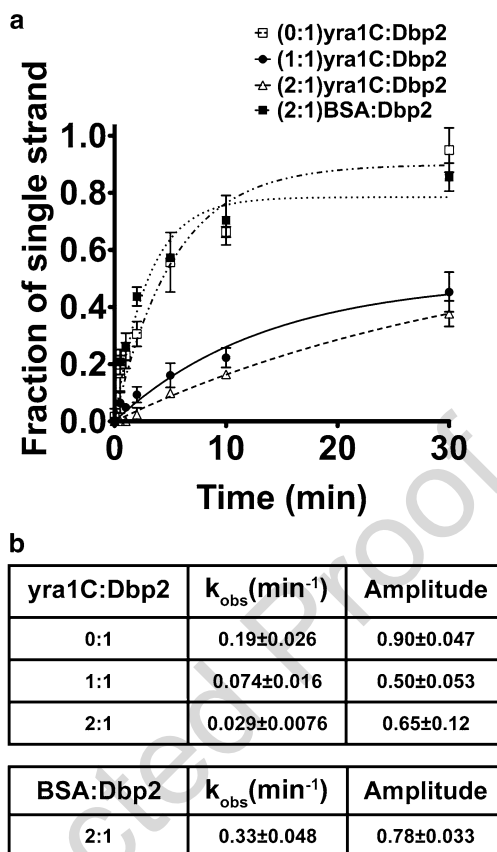 a
(0:1)yra1C:Dbp2
(1:1)yra1C:Dbp2
(2:1)yra1C:Dbp2
(2:1)BSA:Dbp2
Fraction of single strand
1.0
0.8
0.6
0.4
0.2
0.0
0 10 20 30
Time (min)
b
yra1C:Dbp2 kobs(min-1) Amplitude
0:1 0.19±0.026 0.90±0.047
1:1 0.074±0.016 0.50±0.053
2:1 0.029±0.0076 0.65±0.12
BSA:Dbp2 kobs(min-1) Amplitude
2:1 0.33±0.048 0.78±0.033
cted Proof